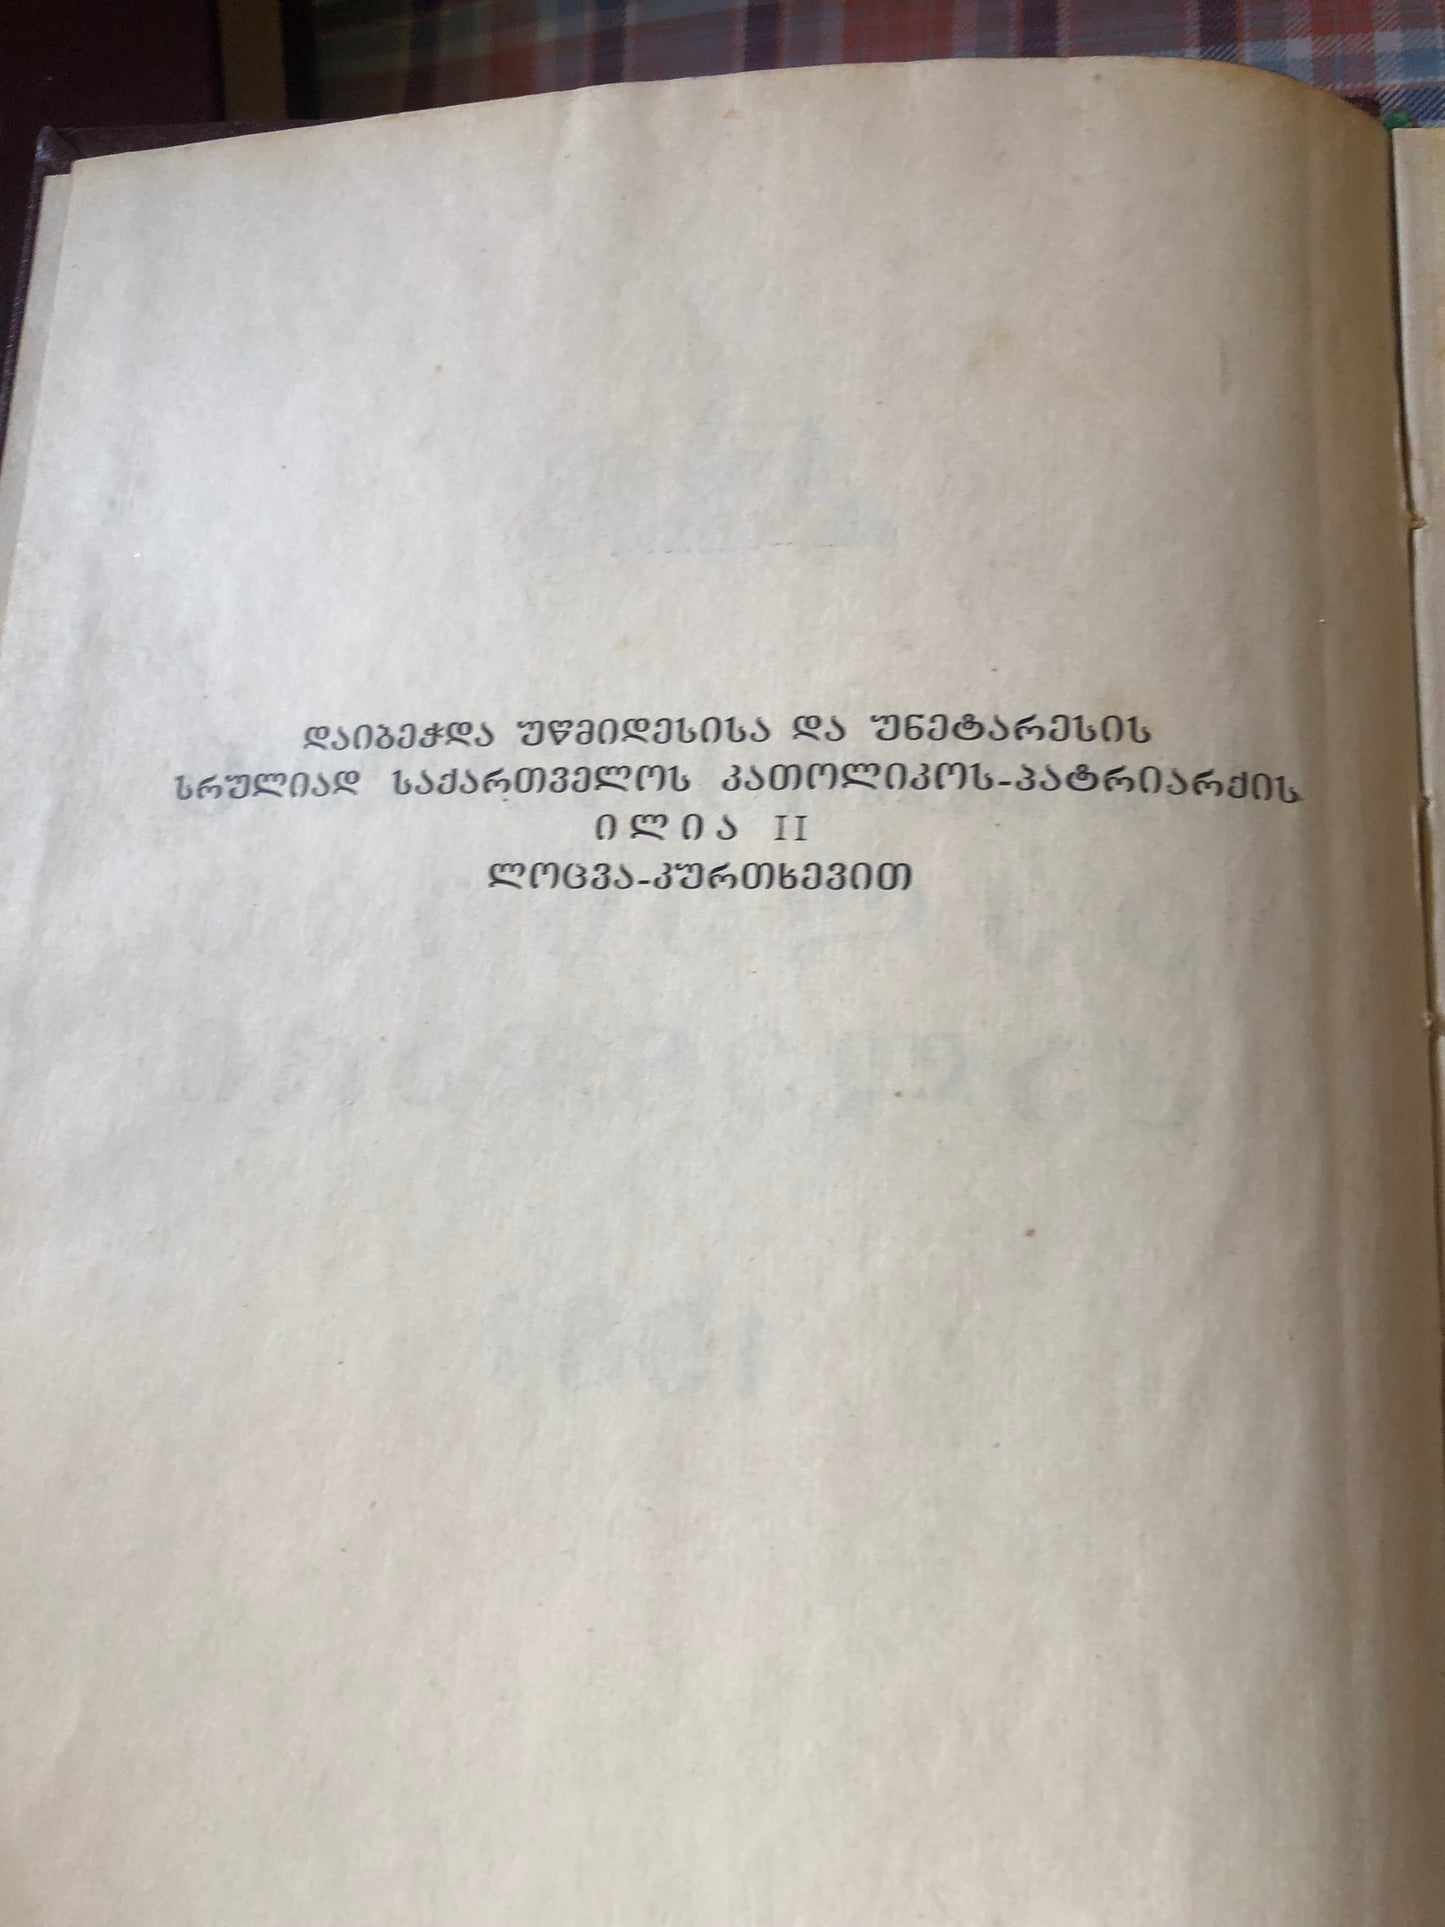 დაიბეჭდა უწმიდესისა და უნეტარესის
სრულიად საქართველოს კათოლიკოს-პატრიარქის
ილია II
ლოცვა-კურთხევით